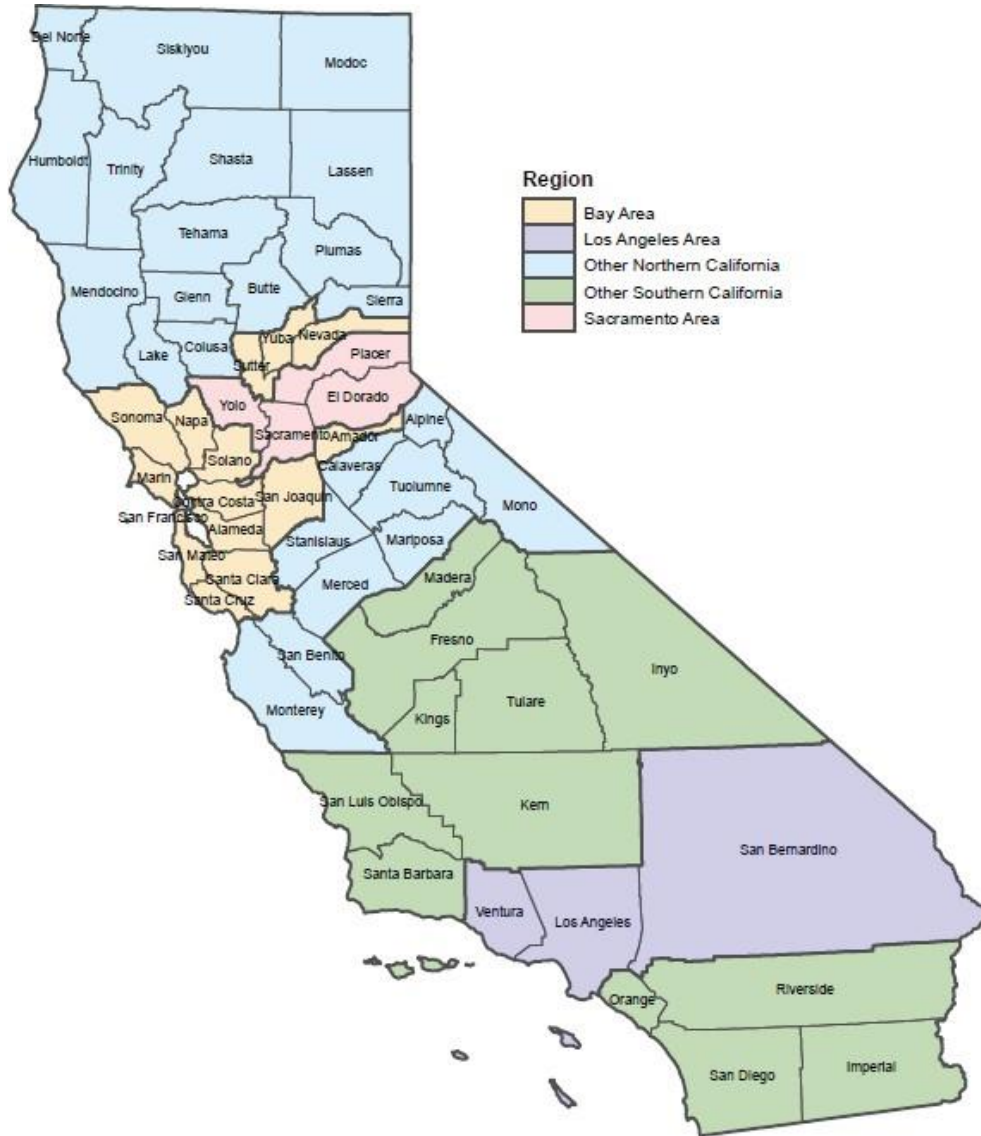 Del Norte
Siskiyou
Modoc
Humboldt
Trinity
Shasta
Lassen
Region
Bay Area
Los Angeles Area
Other Northern California
Other Southern California
Sacramento Area
Tehama
Plumas
Mendocino
Glenn
Butte
Sierra
Lake
Colusa
Yuba
Nevada
Sutter
Placer
Yolo
El Dorado
Sonoma
Napa
Sacramento
Amador
Alpine
Solano
Marin
Calaveras
Contra Costa
San Joaquin
Tuolumne
Mono
San Francisco
Alameda
Stanislaus
Mariposa
San Mateo
Santa Clara
Merced
Madera
Santa Cruz
Fresno
San Benito
Inyo
Monterey
Kings
Tulare
San Luis Obispo
Kern
San Bernardino
Santa Barbara
Ventura
Los Angeles
Orange
Riverside
San Diego
Imperial